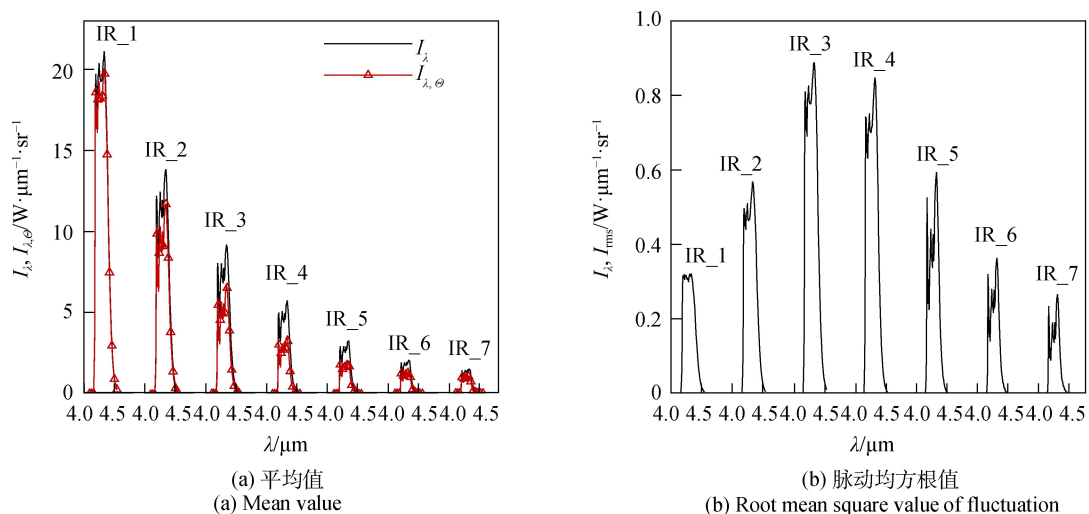 IR_1
IR_2
IR_3
IR_4
IR_5
IR_6
IR_7
I_λ
I_{λ,Θ}
20
15
10
5
0
4.0 4.5 4.0 4.5 4.0 4.5 4.0 4.5 4.0 4.5 4.0 4.5 4.0 4.5
I_λ, I_{λ,Θ}/W·μm⁻¹·sr⁻¹
λ/μm
(a) 平均值
(a) Mean value
1.0
0.8
0.6
0.4
0.2
0
IR_1
IR_2
IR_3
IR_4
IR_5
IR_6
IR_7
4.0 4.5 4.0 4.5 4.0 4.5 4.0 4.5 4.0 4.5 4.0 4.5 4.0 4.5
I_λ, I_rms/W·μm⁻¹·sr⁻¹
λ/μm
(b) 脉动均方根值
(b) Root mean square value of fluctuation